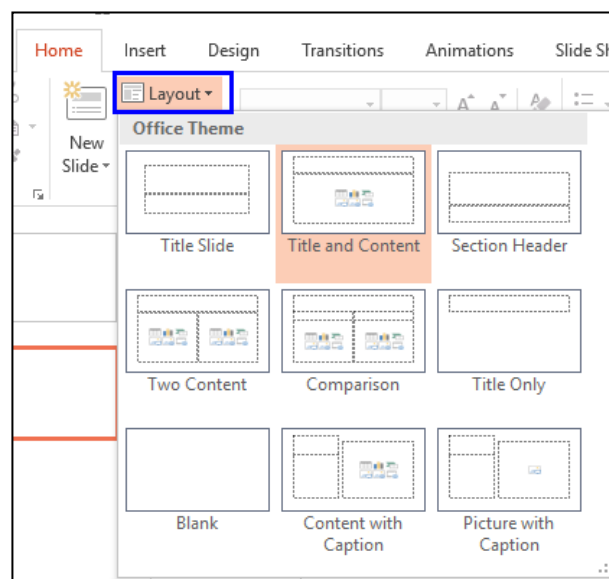 Home Insert Design Transitions Animations Slide Sh
Layout
New
Slide
Office Theme
Title Slide Title and Content Section Header
Two Content Comparison Title Only
Blank Content with Picture with
Caption Caption